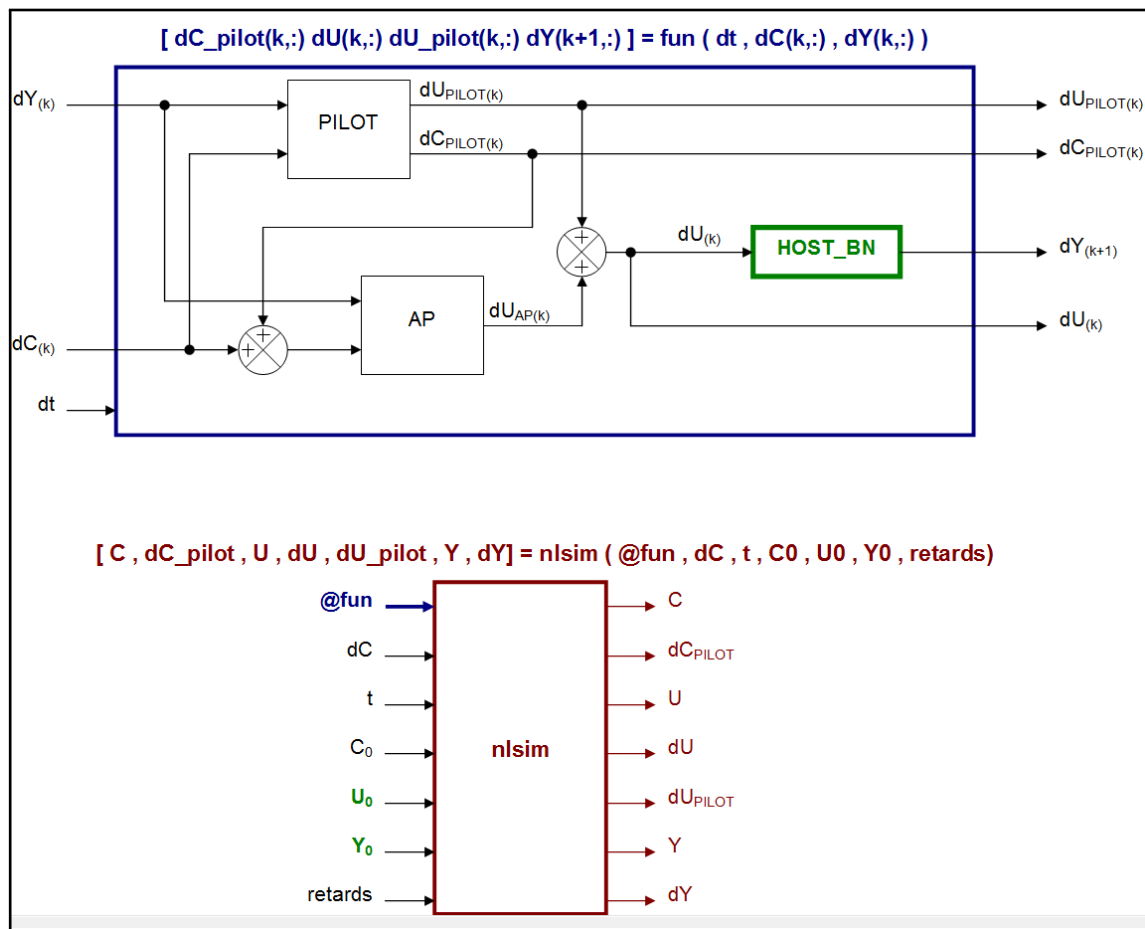 [ dC_pilot(k,:) dU(k,:) dU_pilot(k,:) dY(k+1,:) ] = fun ( dt , dC(k,:) , dY(k,:) )
dY(k)
PILOT
dUPILOT(k)
dCPILOT(k)
dUPILOT(k)
dCPILOT(k)
+
+
dU(k)
HOST_BN
dY(k+1)
AP
dUAP(k)
dU(k)
dC(k)
+
+
dt
[ C , dC_pilot , U , dU , dU_pilot , Y , dY] = nlsim ( @fun , dC , t , C0 , U0 , Y0 , retards)
@fun
dC
t
C0
U0
Y0
retards
nlsim
C
dCPILOT
U
dU
dUPILOT
Y
dY